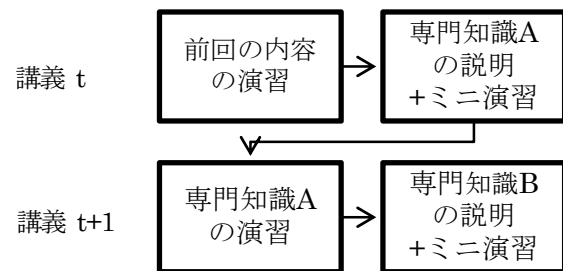 講義 t
前回の内容
の演習
専門知識A
の説明
+ミニ演習
講義 t+1
専門知識A
の演習
専門知識B
の説明
+ミニ演習